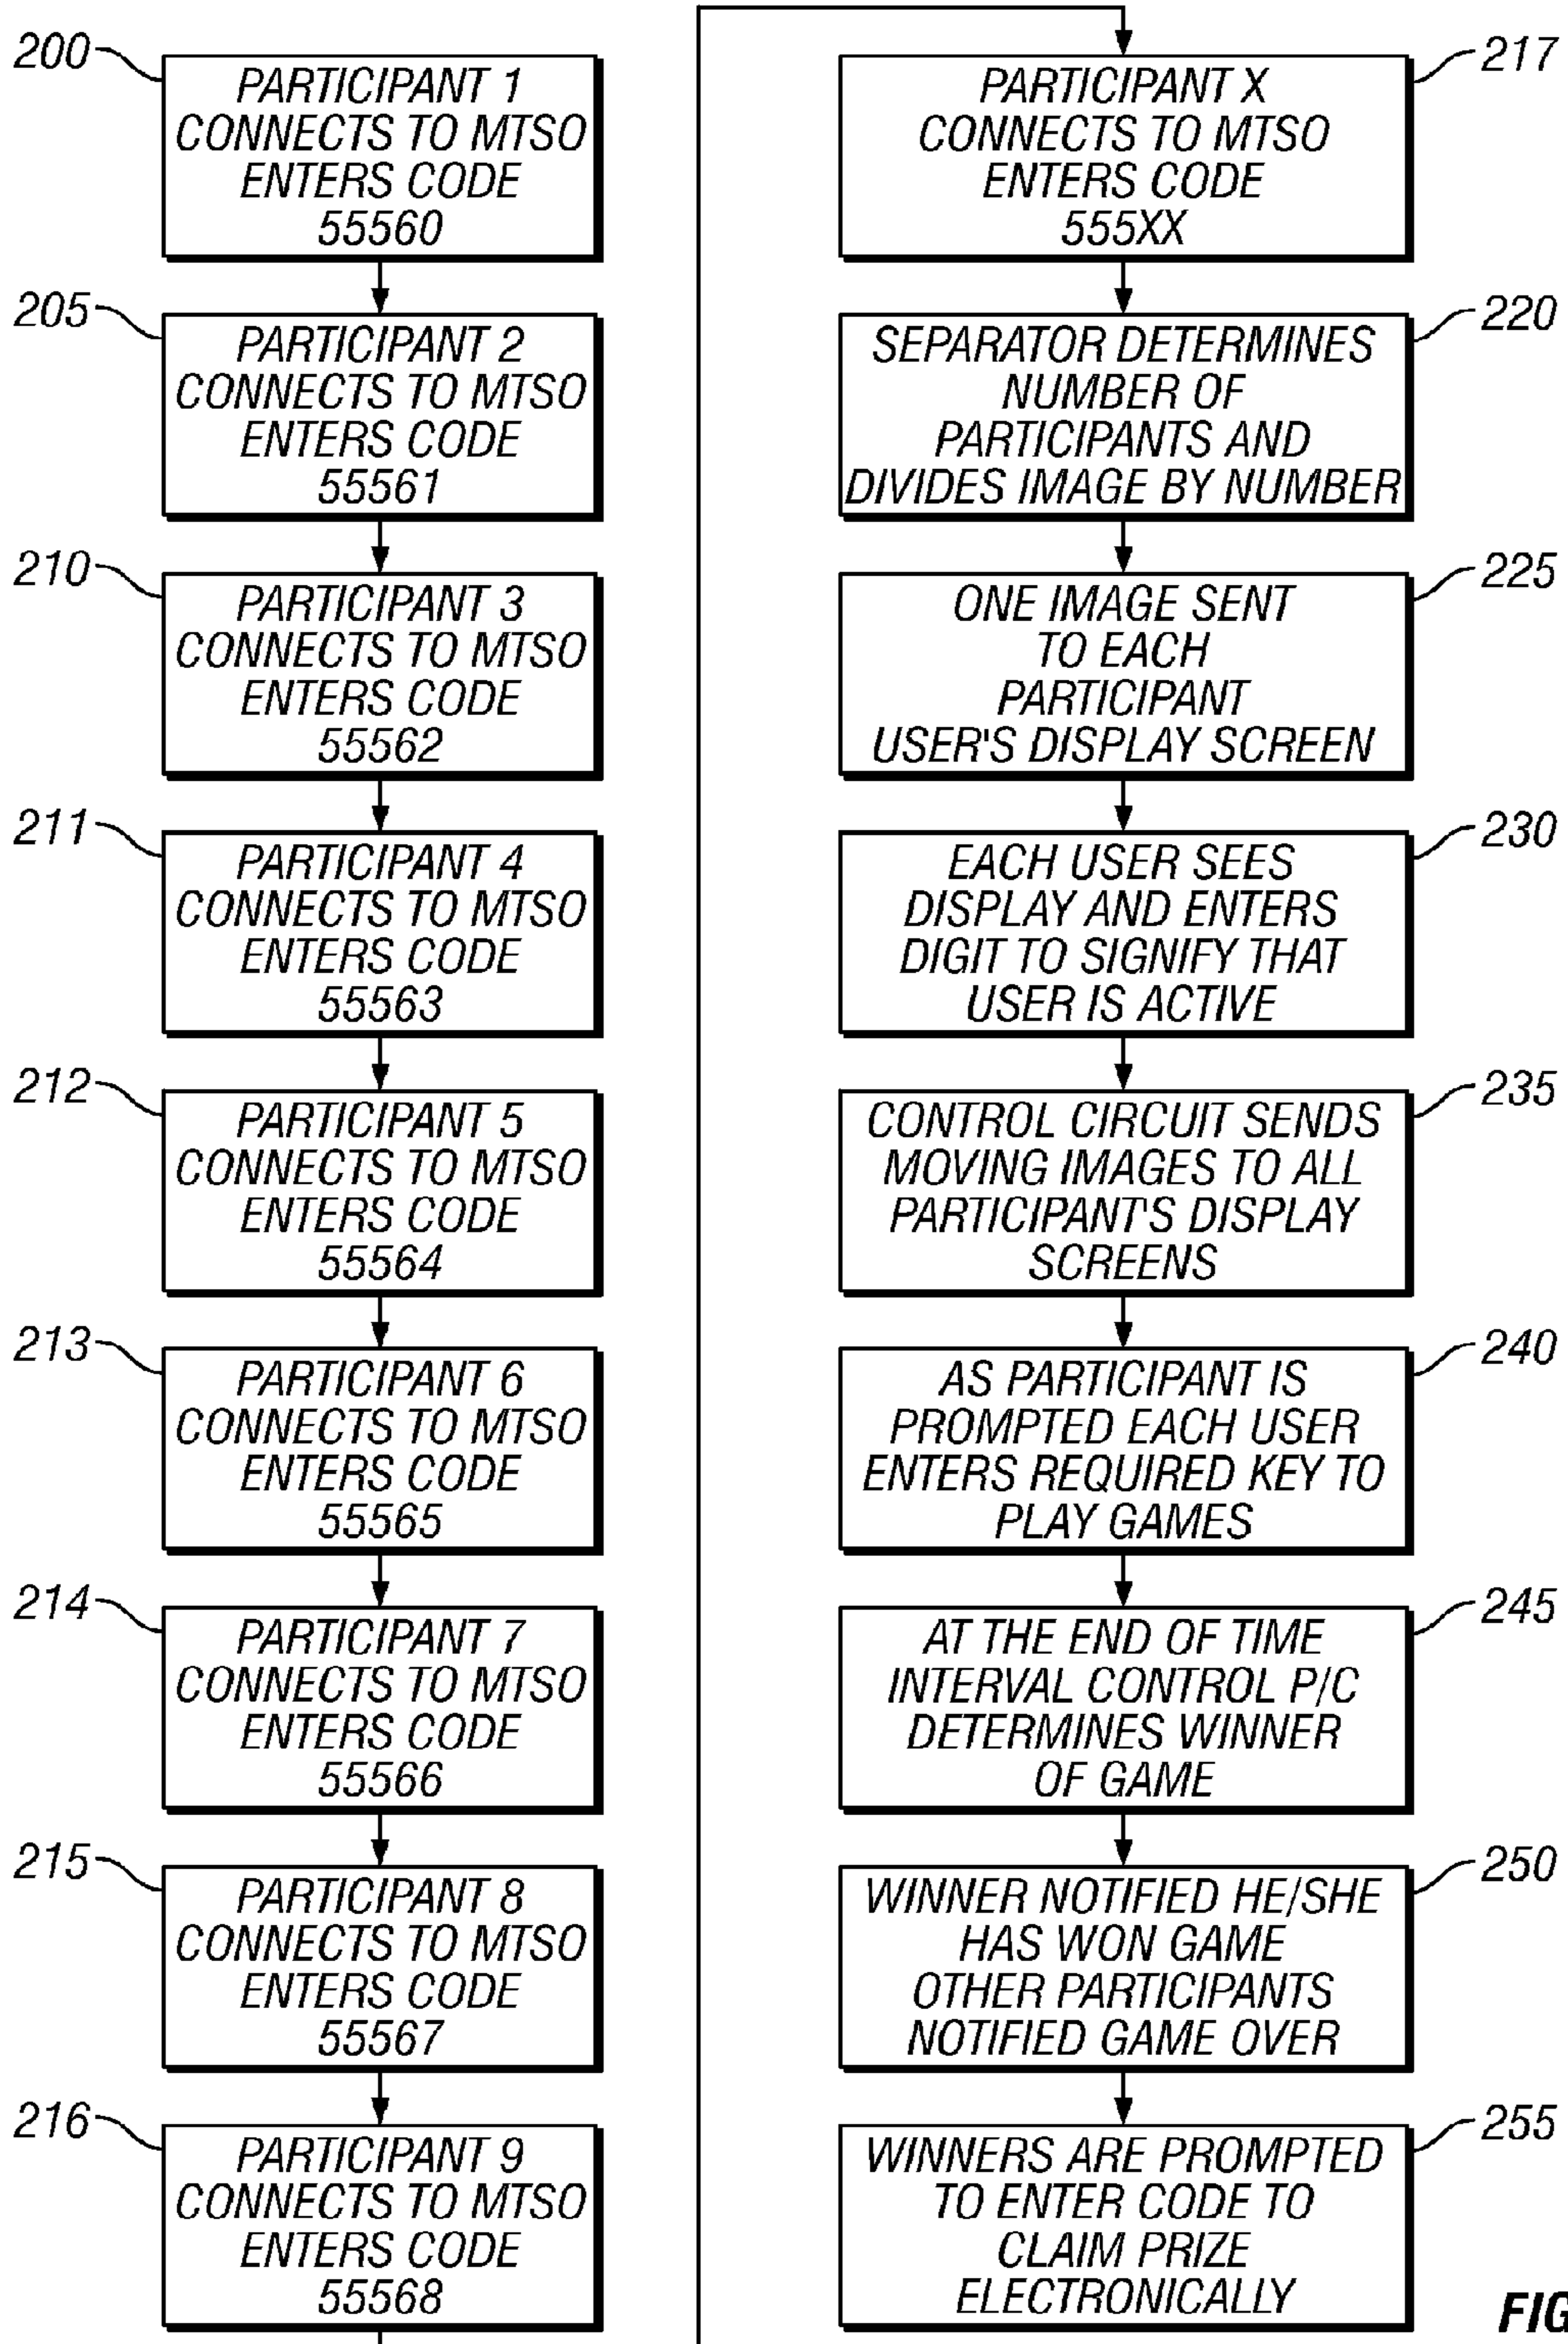 200
PARTICIPANT 1
CONNECTS TO MTSO
ENTERS CODE
55560
205
PARTICIPANT 2
CONNECTS TO MTSO
ENTERS CODE
55561
210
PARTICIPANT 3
CONNECTS TO MTSO
ENTERS CODE
55562
211
PARTICIPANT 4
CONNECTS TO MTSO
ENTERS CODE
55563
212
PARTICIPANT 5
CONNECTS TO MTSO
ENTERS CODE
55564
213
PARTICIPANT 6
CONNECTS TO MTSO
ENTERS CODE
55565
214
PARTICIPANT 7
CONNECTS TO MTSO
ENTERS CODE
55566
215
PARTICIPANT 8
CONNECTS TO MTSO
ENTERS CODE
55567
216
PARTICIPANT 9
CONNECTS TO MTSO
ENTERS CODE
55568
217
PARTICIPANT X
CONNECTS TO MTSO
ENTERS CODE
555XX
220
SEPARATOR DETERMINES
NUMBER OF
PARTICIPANTS AND
DIVIDES IMAGE BY NUMBER
225
ONE IMAGE SENT
TO EACH
PARTICIPANT
USER'S DISPLAY SCREEN
230
EACH USER SEES
DISPLAY AND ENTERS
DIGIT TO SIGNIFY THAT
USER IS ACTIVE
235
CONTROL CIRCUIT SENDS
MOVING IMAGES TO ALL
PARTICIPANT'S DISPLAY
SCREENS
240
AS PARTICIPANT IS
PROMPTED EACH USER
ENTERS REQUIRED KEY TO
PLAY GAMES
245
AT THE END OF TIME
INTERVAL CONTROL P/C
DETERMINES WINNER
OF GAME
250
WINNER NOTIFIED HE/SHE
HAS WON GAME
OTHER PARTICIPANTS
NOTIFIED GAME OVER
255
WINNERS ARE PROMPTED
TO ENTER CODE TO
CLAIM PRIZE
ELECTRONICALLY
FIG